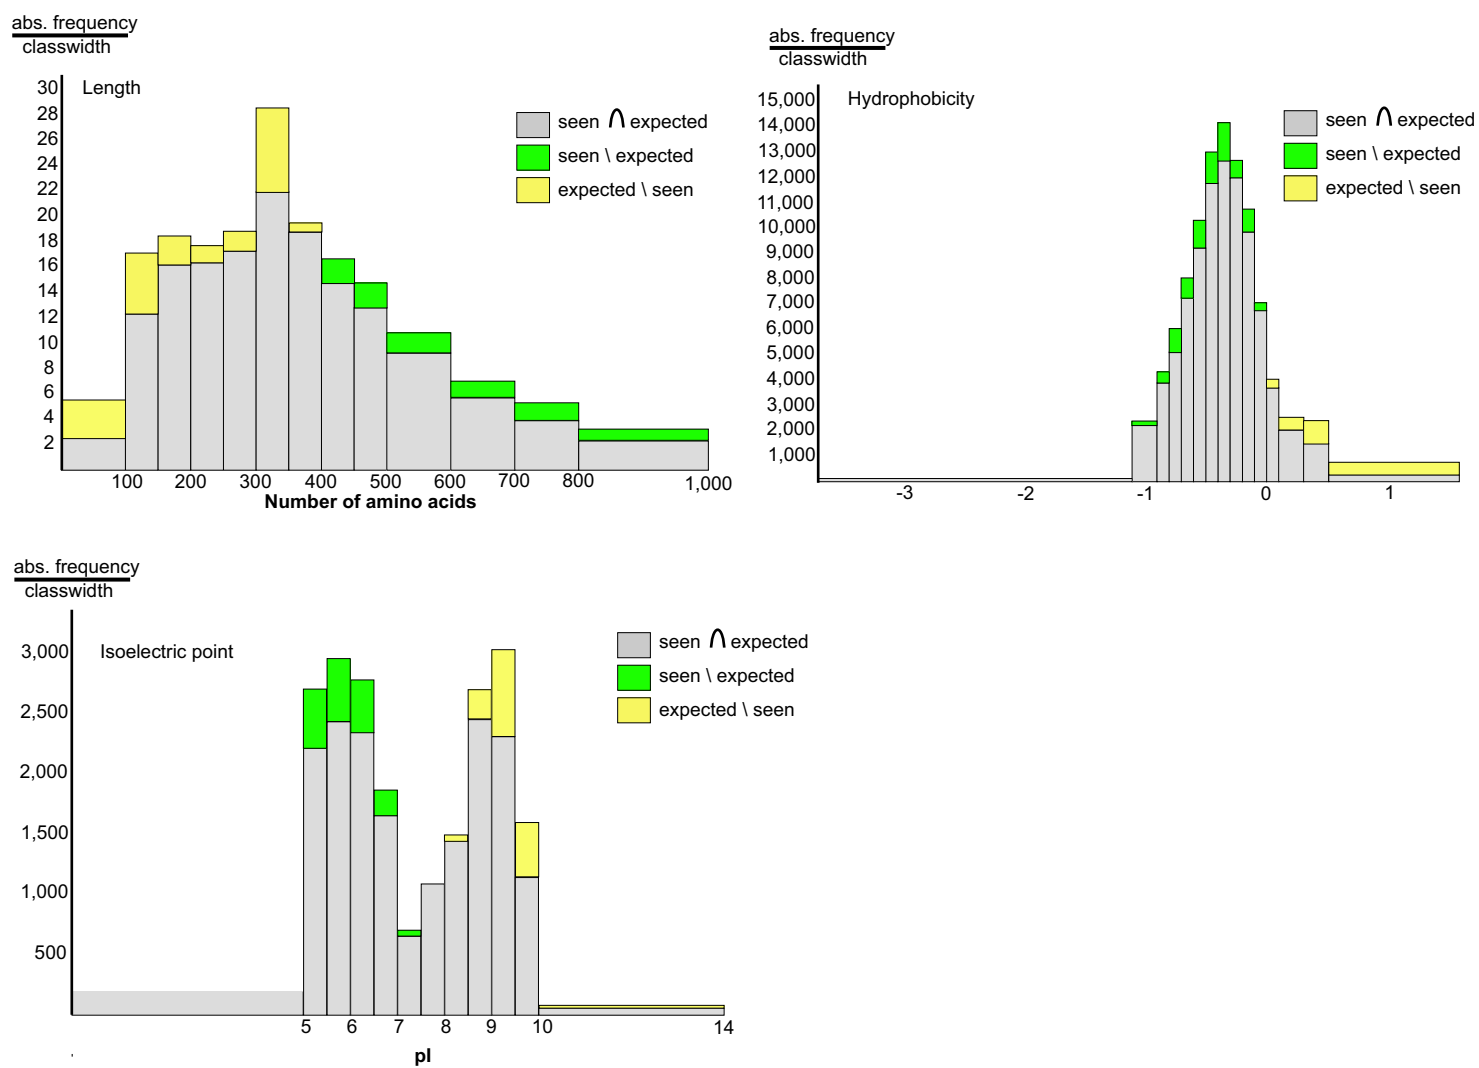 abs. frequency
classwidth
Length
30
28
26
24
22
20
18
16
14
12
10
8
6
4
2
100 200 300 400 500 600 700 800 1,000
Number of amino acids
seen ∩ expected
seen \ expected
expected \ seen
abs. frequency
classwidth
Hydrophobicity
15,000
14,000
13,000
12,000
11,000
10,000
9,000
8,000
7,000
6,000
5,000
4,000
3,000
2,000
1,000
-3 -2 -1 0 1
seen ∩ expected
seen \ expected
expected \ seen
abs. frequency
classwidth
Isoelectric point
3,000
2,500
2,000
1,500
1,000
500
5 6 7 8 9 10 14
pI
seen ∩ expected
seen \ expected
expected \ seen